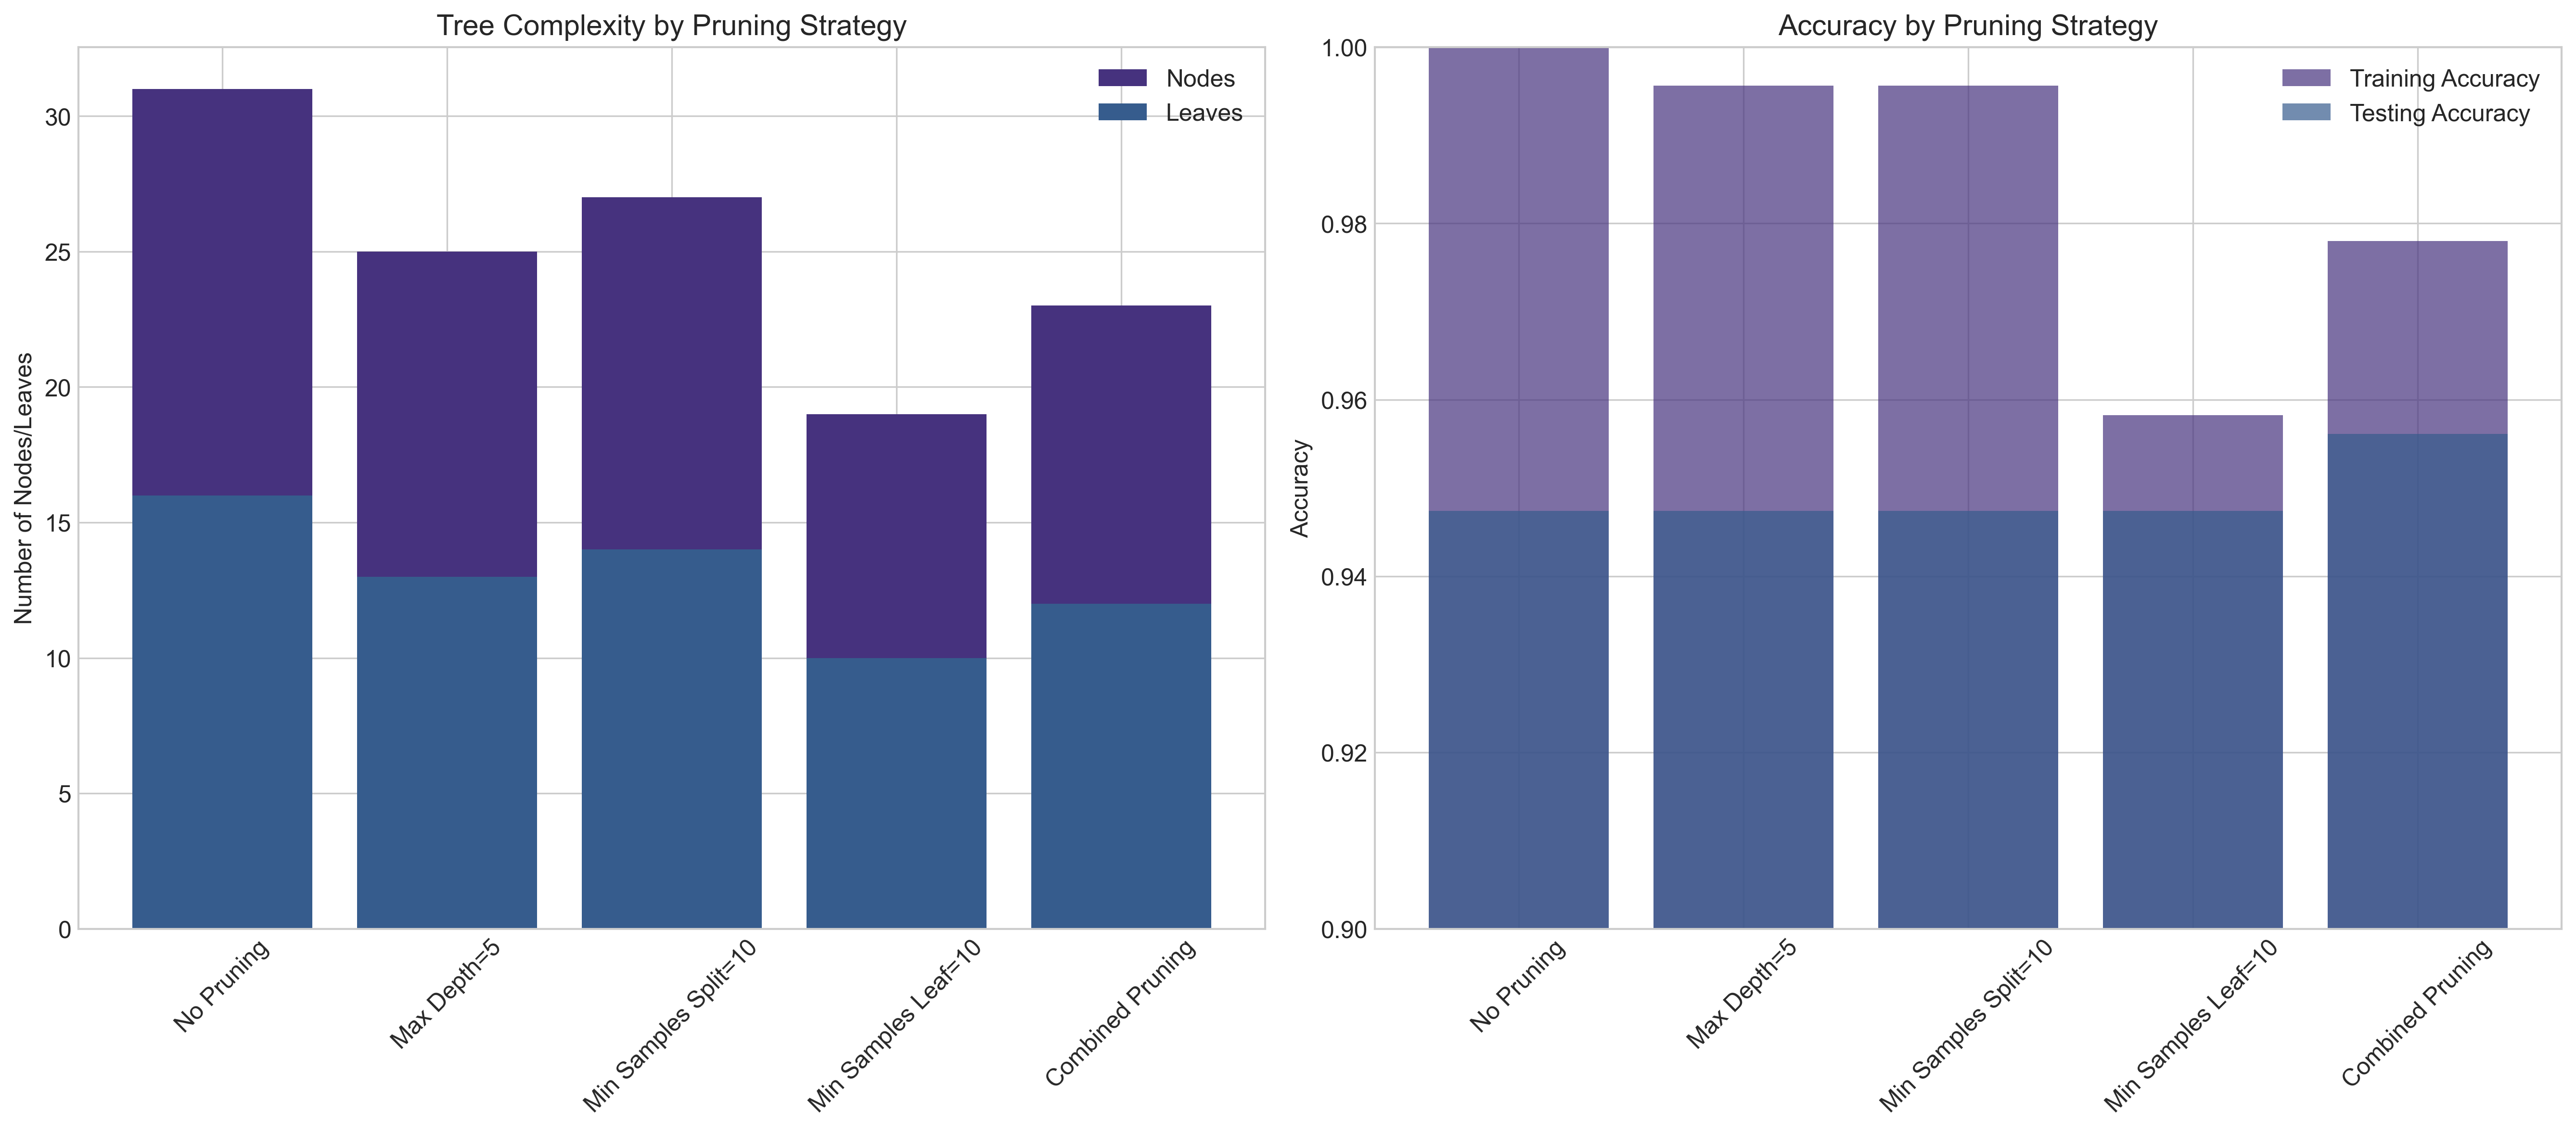 Tree Complexity by Pruning Strategy
Nodes
Leaves
Number of Nodes/Leaves
30
25
20
15
10
5
0
No Pruning
Max Depth=5
Min Samples Split=10
Min Samples Leaf=10
Combined Pruning
Accuracy by Pruning Strategy
Training Accuracy
Testing Accuracy
Accuracy
1.00
0.98
0.96
0.94
0.92
0.90
No Pruning
Max Depth=5
Min Samples Split=10
Min Samples Leaf=10
Combined Pruning